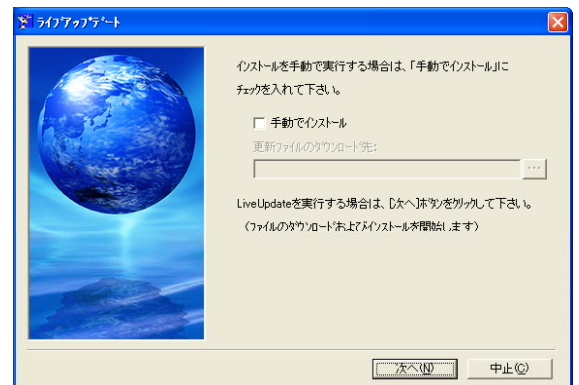 ライブアップデート
インストールを手動で実行する場合は、「手動でインストール」に
チェックを入れて下さい。
手動でインストール
更新ファイルのダウンロード先:
...
LiveUpdateを実行する場合は、[次へ]ボタンをクリックして下さい。
(ファイルのダウンロードおよびインストールを開始します)
次へ(N)
中止(C)